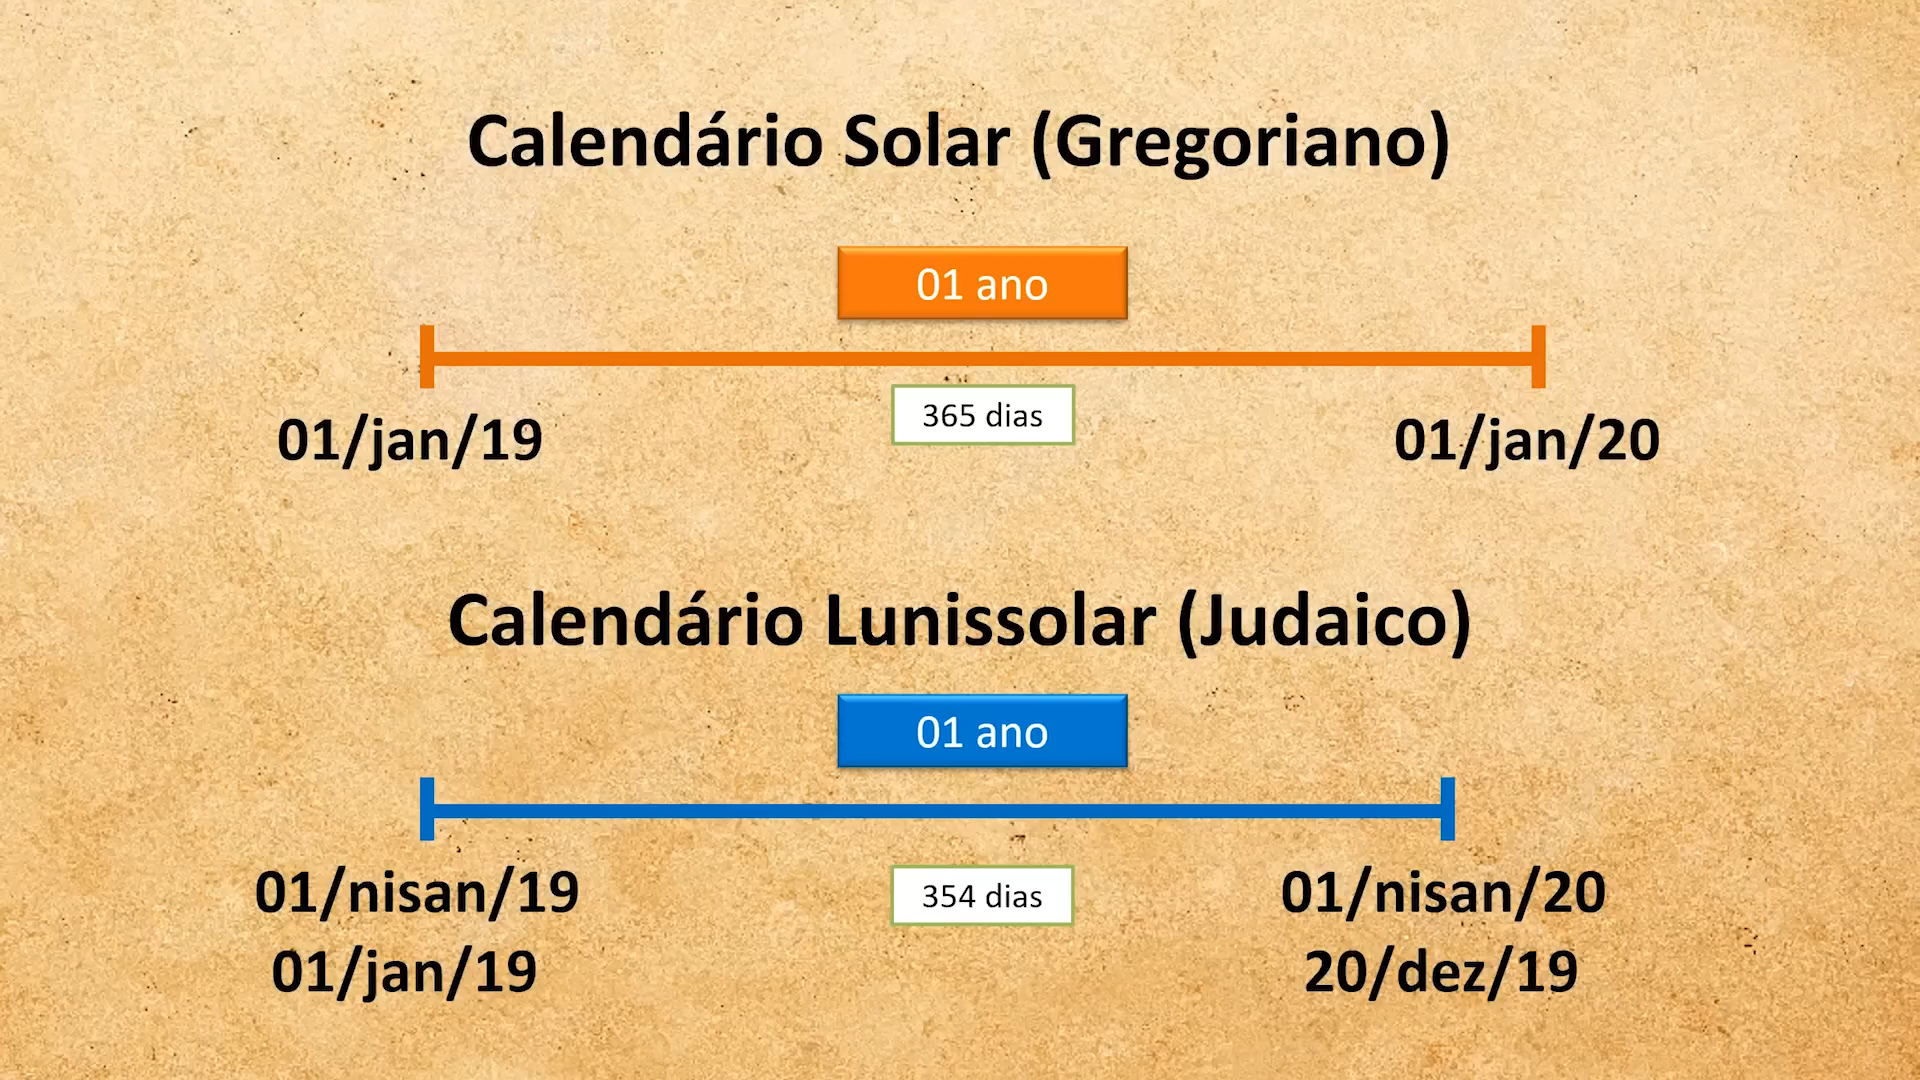 Calendário Solar (Gregoriano)
01 ano
365 dias
01/jan/19
01/jan/20
Calendário Lunissolar (Judaico)
01 ano
01/nisan/19
354 dias
01/nisan/20
01/jan/19
20/dez/19